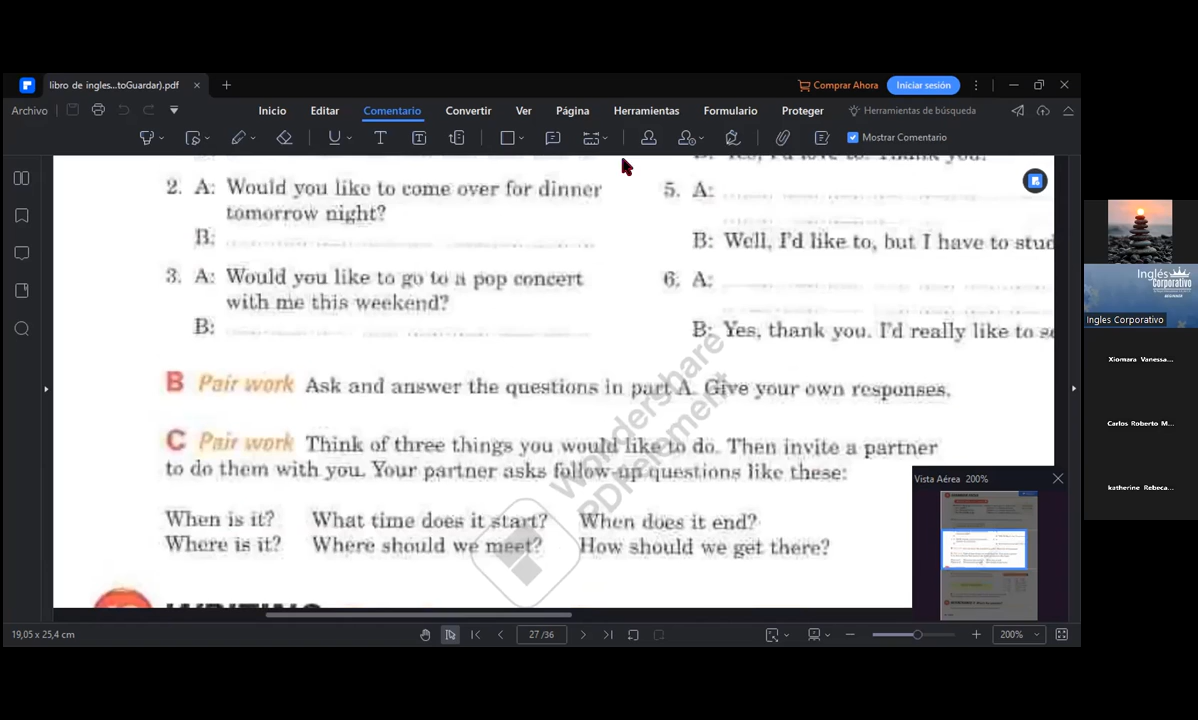 libro de ingles...toGuardar).pdf
Comprar Ahora
Iniciar sesión
Archivo
Inicio
Editar
Comentario
Convertir
Ver
Página
Herramientas
Formulario
Proteger
Herramientas de búsqueda
Mostrar Comentario
2. A: Would you like to come over for dinner
tomorrow night?
B:
3. A: Would you like to go to a pop concert
with me this weekend?
B:
B: Yes, I'd love to. Thank you.
5. A:
B: Well, I'd like to, but I have to stud
6. A:
B: Yes, thank you. I'd really like to se
B Pair work Ask and answer the questions in part A. Give your own responses.
C Pair work Think of three things you would like to do. Then invite a partner
to do them with you. Your partner asks follow-up questions like these:
When is it? What time does it start? When does it end?
Where is it? Where should we meet? How should we get there?
WRITING
Wondershare
PDFelement
Vista Aérea 200%
19,05 x 25,4 cm
27 /36
200%
Inglés
Corporativo
Ingles Corporativo
Xiomara Vanessa...
Carlos Roberto M...
katherine Rebeca...